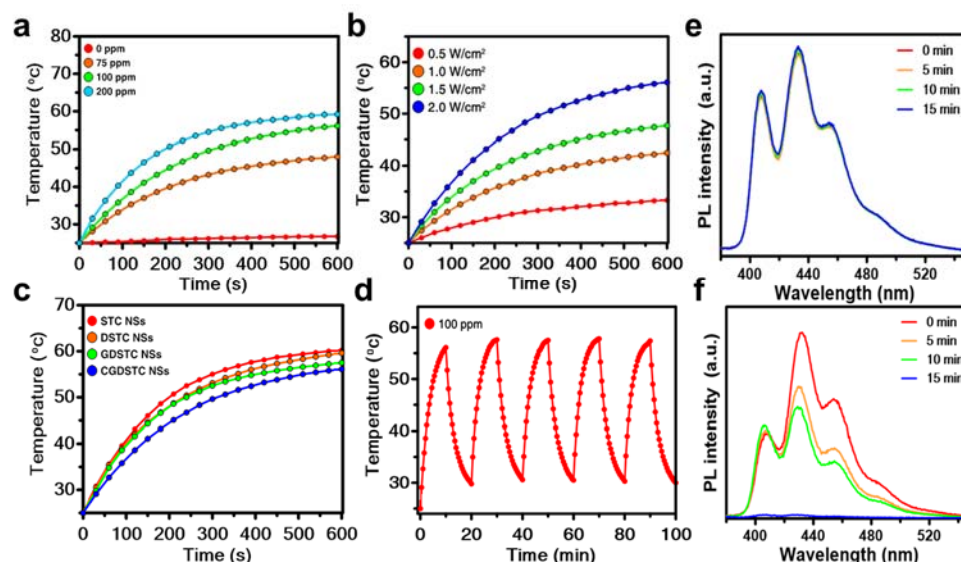 a
0 ppm
75 ppm
100 ppm
200 ppm
Temperature (°c)
80
70
60
50
40
30
0 100 200 300 400 500 600
Time (s)
b
0.5 W/cm²
1.0 W/cm²
1.5 W/cm²
2.0 W/cm²
Temperature (°c)
60
50
40
30
0 100 200 300 400 500 600
Time (s)
e
0 min
5 min
10 min
15 min
PL intensity (a.u.)
400 440 480 520
Wavelength (nm)
c
STC NSs
DSTC NSs
GDSTC NSs
CGDSTC NSs
Temperature (°c)
70
60
50
40
30
0 100 200 300 400 500 600
Time (s)
d
100 ppm
Temperature (°c)
60
50
40
30
0 20 40 60 80 100
Time (min)
f
0 min
5 min
10 min
15 min
PL intensity (a.u.)
400 440 480 520
Wavelength (nm)